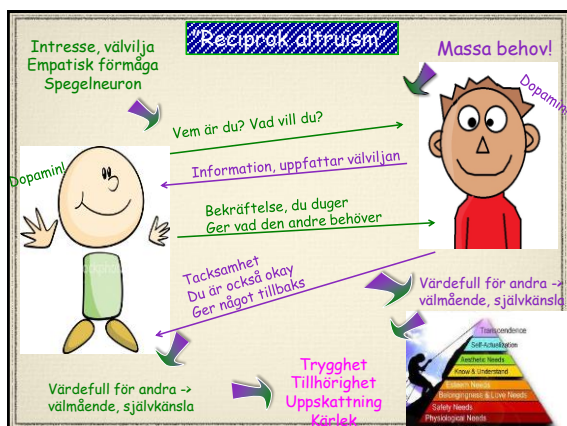 "Reciprok altruism"
Intresse, välvilja
Empatisk förmåga
Spegelneuron
Massa behov!
Dopamin!
Vem är du? Vad vill du?
Dopamin!
Information, uppfattar välviljan
Bekräftelse, du duger
Ger vad den andre behöver
Tacksamhet
Du är också okay
Ger något tillbaks
Värdefull för andra ->
välmående, självkänsla
Transcendence
Self-Actualization
Aesthetic Needs
Know & Understand
Esteem Needs
Belongingness & Love Needs
Safety Needs
Physiological Needs
Trygghet
Tillhörighet
Uppskattning
Kärlek
Värdefull för andra ->
välmående, självkänsla